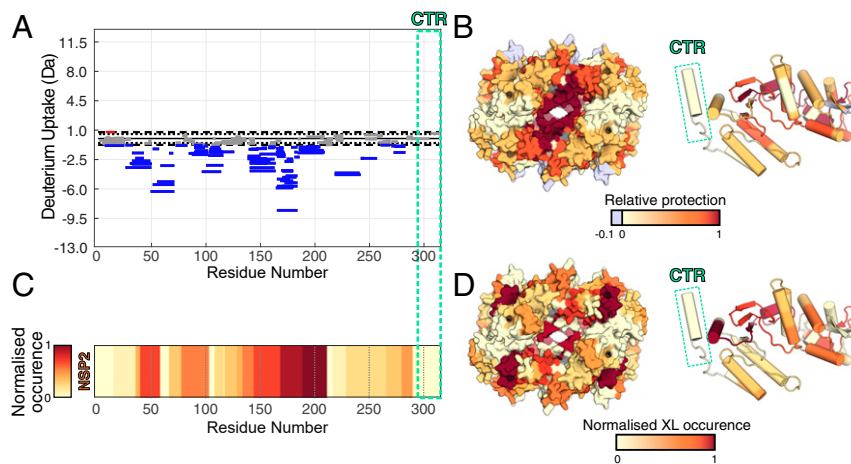 A
CTR
Deuterium Uptake (Da)
11.5
8.0
4.5
1.0
-2.5
-6.0
-9.5
-13.0
0 50 100 150 200 250 300
Residue Number
B
CTR
Relative protection
-0.1 0 1
C
Normalised occurence
1
0
NSP2
0 50 100 150 200 250 300
Residue Number
D
CTR
Normalised XL occurence
0 1